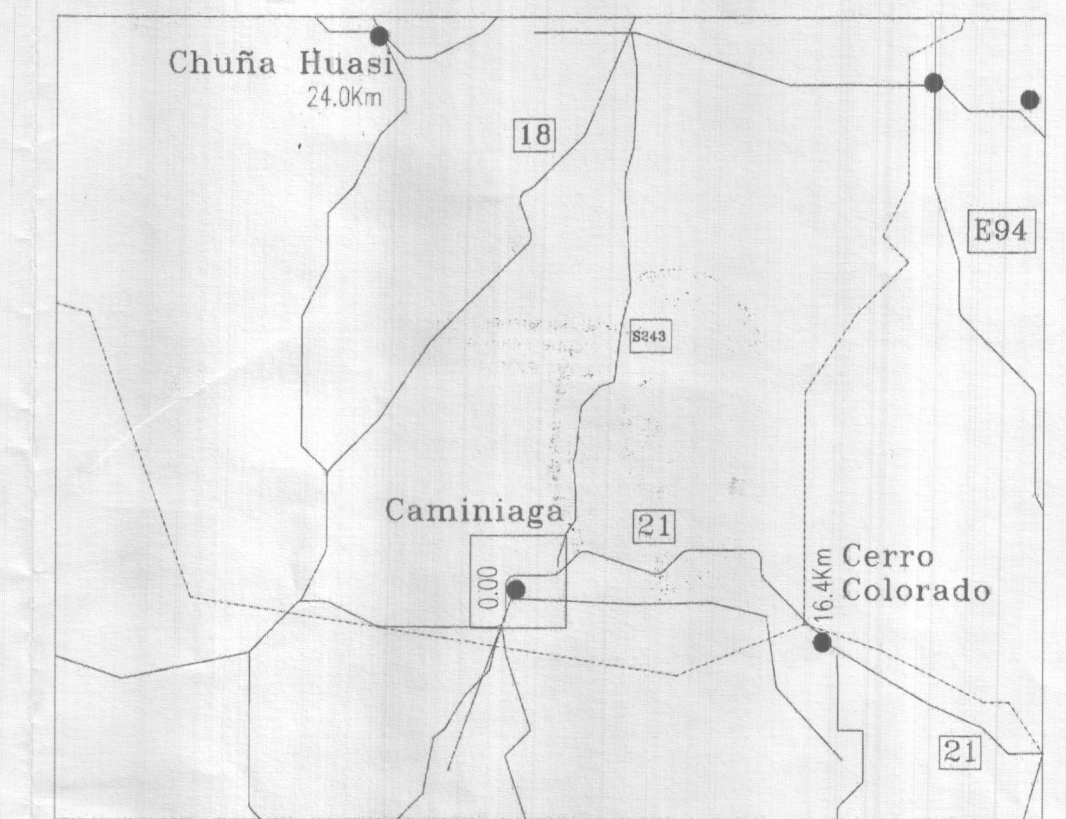 Chuña Huasi
24.0Km
18
E94
S243
Caminiaga
21
0.00
16.4Km
Cerro
Colorado
21